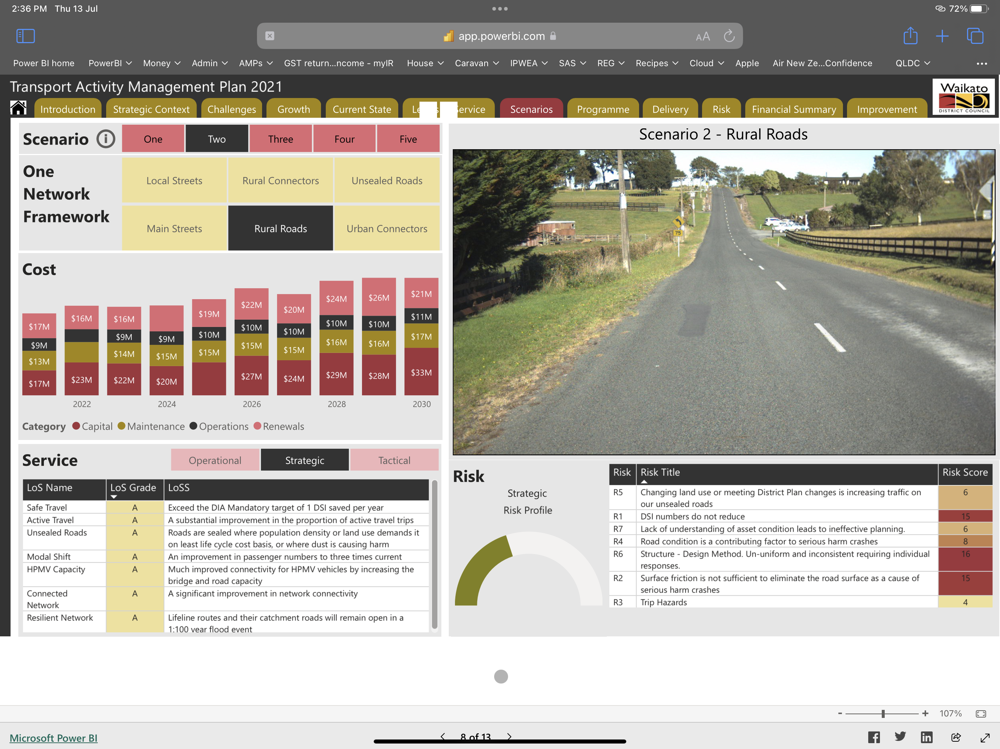 2:36 PM Thu 13 Jul
72%
app.powerbi.com
AA
Power BI home PowerBI Money Admin AMPs GST return...ncome - myIR House Caravan IPWEA SAS REG Recipes Cloud Apple Air New Ze...Confidence QLDC
Transport Activity Management Plan 2021
Waikato
DISTRICT COUNCIL
Introduction Strategic Context Challenges Growth Current State Scenarios Programme Delivery Risk Financial Summary Improvement
Scenario i One Two Three Four Five
One
Network
Framework
Local Streets Rural Connectors Unsealed Roads
Main Streets Rural Roads Urban Connectors
Cost
$17M $16M $16M $19M $22M $20M $24M $26M $21M
$9M $9M $9M $10M $10M $10M $10M $10M $11M
$13M $14M $15M $15M $15M $15M $16M $16M $17M
$17M $23M $22M $20M $27M $24M $29M $28M $33M
2022 2024 2026 2028 2030
Category Capital Maintenance Operations Renewals
Service
Operational Strategic Tactical
LoS Name LoS Grade LoSS
Safe Travel A Exceed the DIA Mandatory target of 1 DSI saved per year
Active Travel A A substantial improvement in the proportion of active travel trips
Unsealed Roads A Roads are sealed where population density or land use demands it
on least life cycle cost basis, or where dust is causing harm
Modal Shift A An improvement in passenger numbers to three times current
HPMV Capacity A Much improved connectivity for HPMV vehicles by increasing the
bridge and road capacity
Connected A A significant improvement in network connectivity
Network
Resilient Network A Lifeline routes and their catchment roads will remain open in a
1:100 year flood event
Scenario 2 - Rural Roads
75
Risk
Strategic
Risk Profile
Risk Risk Title Risk Score
R5 Changing land use or meeting District Plan changes is increasing traffic on 6
our unsealed roads
R1 DSI numbers do not reduce 15
R7 Lack of understanding of asset condition leads to ineffective planning. 6
R4 Road condition is a contributing factor to serious harm crashes 8
R6 Structure - Design Method. Un-uniform and inconsistent requiring individual 16
responses.
R2 Surface friction is not sufficient to eliminate the road surface as a cause of 15
serious harm crashes
R3 Trip Hazards 4
- + 107%
Microsoft Power BI
8 of 13
in